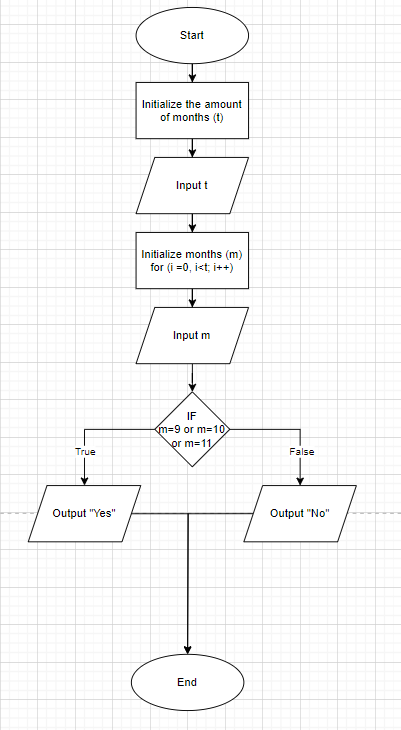 Start
Initialize the amount
of months (t)
Input t
Initialize months (m)
for (i =0, i<t; i++)
Input m
IF
m=9 or m=10
or m=11
True
False
Output "Yes"
Output "No"
End